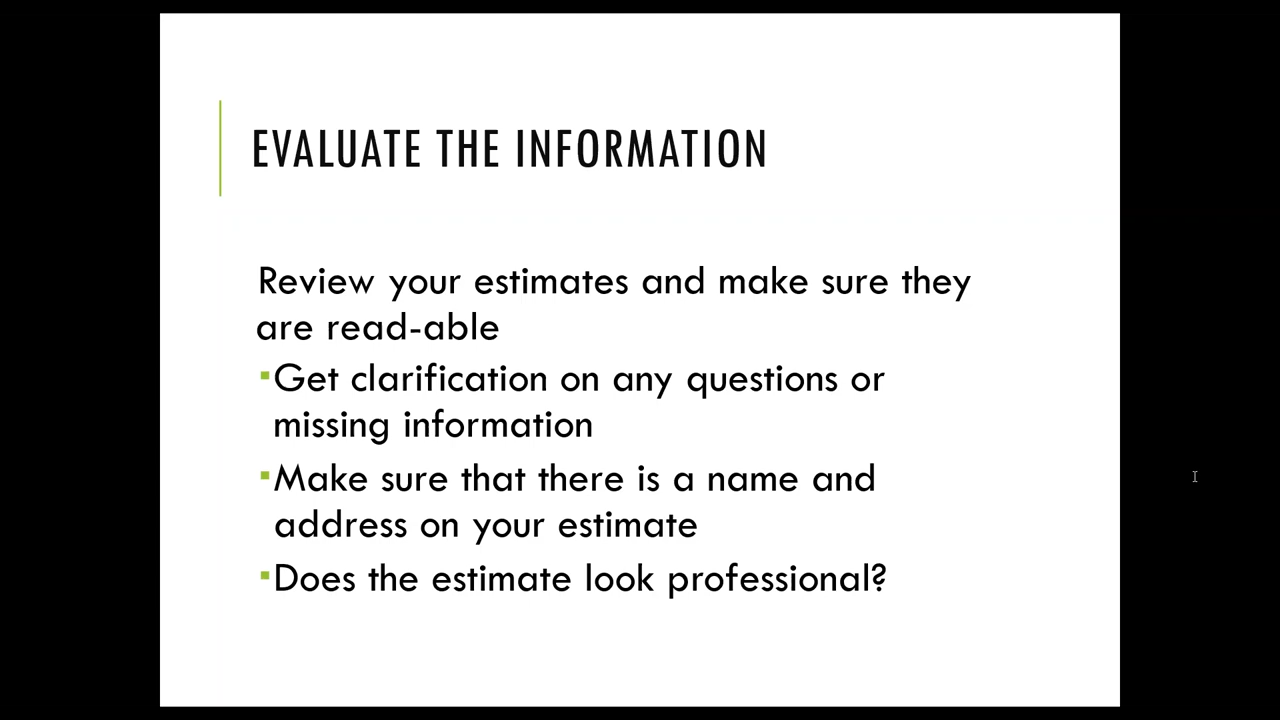 EVALUATE THE INFORMATION
Review your estimates and make sure they
are read-able
▪Get clarification on any questions or
missing information
▪Make sure that there is a name and
address on your estimate
▪Does the estimate look professional?